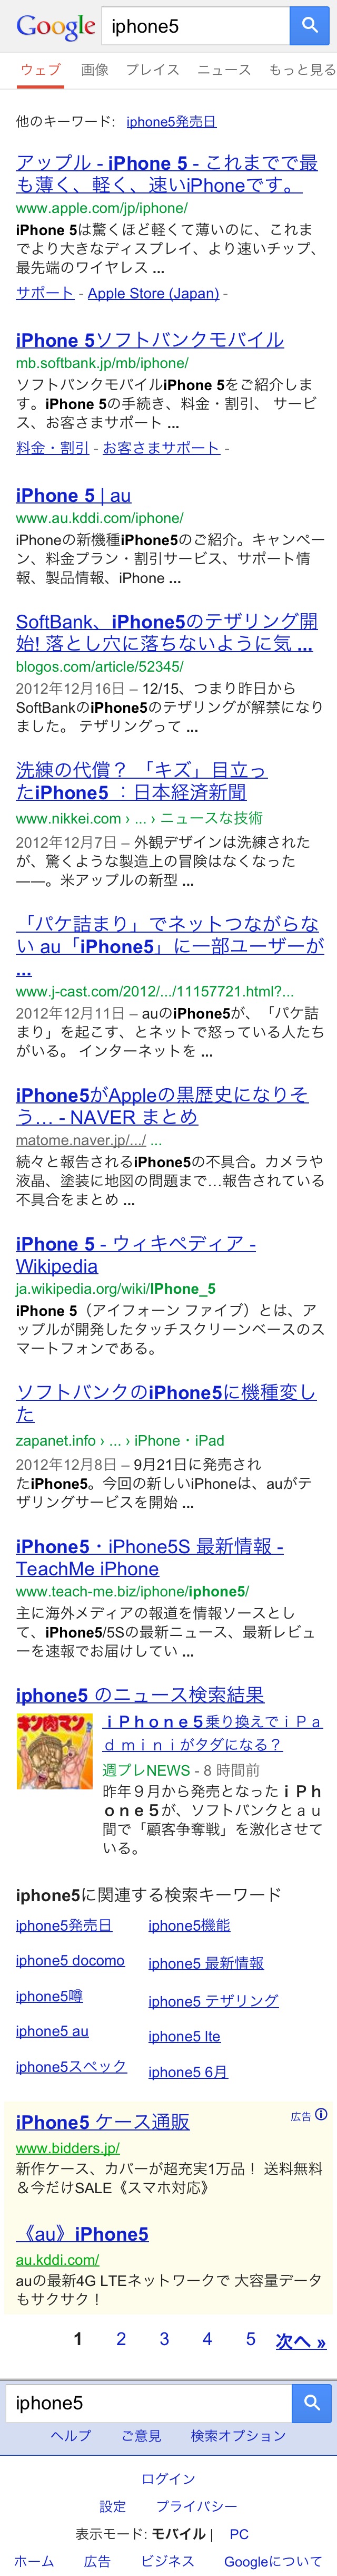 Google iphone5
ウェブ 画像 プレイス ニュース もっと見る
他のキーワード: iphone5発売日
アップル - iPhone 5 - これまでで最
も薄く、軽く、速いiPhoneです。
www.apple.com/jp/iphone/
iPhone 5は驚くほど軽くて薄いのに、これま
でより大きなディスプレイ、より速いチップ、
最先端のワイヤレス ...
サポート - Apple Store (Japan) -
iPhone 5ソフトバンクモバイル
mb.softbank.jp/mb/iphone/
ソフトバンクモバイルiPhone 5をご紹介しま
す。iPhone 5の手続き、料金・割引、 サービ
ス、お客さまサポート ...
料金・割引 - お客さまサポート -
iPhone 5 | au
www.au.kddi.com/iphone/
iPhoneの新機種iPhone5のご紹介。キャンペー
ン、料金プラン・割引サービス、サポート情
報、製品情報、iPhone ...
SoftBank、iPhone5のテザリング開
始! 落とし穴に落ちないように気 ...
blogos.com/article/52345/
2012年12月16日 – 12/15、つまり昨日から
SoftBankのiPhone5のテザリングが解禁になり
ました。 テザリングって ...
洗練の代償？ 「キズ」目立っ
たiPhone5 ：日本経済新聞
www.nikkei.com › ... › ニュースな技術
2012年12月7日 – 外観デザインは洗練された
が、驚くような製造上の冒険はなくなった
――。米アップルの新型 ...
「パケ詰まり」でネットつながらな
い au「iPhone5」に一部ユーザーが
...
www.j-cast.com/2012/.../11157721.html?...
2012年12月11日 – auのiPhone5が、「パケ詰
まり」を起こす、とネットで怒っている人たち
がいる。 インターネットを ...
iPhone5がAppleの黒歴史になりそ
う… - NAVER まとめ
matome.naver.jp/.../ ...
続々と報告されるiPhone5の不具合。カメラや
液晶、塗装に地図の問題まで…報告されている
不具合をまとめ ...
iPhone 5 - ウィキペディア -
Wikipedia
ja.wikipedia.org/wiki/IPhone_5
iPhone 5（アイフォーン ファイブ）とは、ア
ップルが開発したタッチスクリーンベースのス
マートフォンである。
ソフトバンクのiPhone5に機種変し
た
zapanet.info › ... › iPhone・iPad
2012年12月8日 – 9月21日に発売され
たiPhone5。今回の新しいiPhoneは、auがテ
ザリングサービスを開始 ...
iPhone5・iPhone5S 最新情報 -
TeachMe iPhone
www.teach-me.biz/iphone/iphone5/
主に海外メディアの報道を情報ソースとし
て、iPhone5/5Sの最新ニュース、最新レビュ
ーを速報でお届けしてい ...
iphone5 のニュース検索結果
キン肉マン
ｉＰｈｏｎｅ５乗り換えでｉＰａ
ｄ ｍｉｎｉがタダになる？
週プレNEWS - 8 時間前
昨年９月から発売となったｉＰｈ
ｏｎｅ５が、ソフトバンクとａｕ
間で「顧客争奪戦」を激化させて
いる。
iphone5に関連する検索キーワード
iphone5発売日 iphone5機能
iphone5 docomo iphone5 最新情報
iphone5噂 iphone5 テザリング
iphone5 au iphone5 lte
iphone5スペック iphone5 6月
iPhone5 ケース通販 広告
www.bidders.jp/
新作ケース、カバーが超充実1万品！ 送料無料
＆今だけSALE《スマホ対応》
《au》iPhone5
au.kddi.com/
auの最新4G LTEネットワークで 大容量データ
もサクサク！
1 2 3 4 5 次へ »
iphone5
ヘルプ ご意見 検索オプション
ログイン
設定 プライバシー
表示モード: モバイル | PC
ホーム 広告 ビジネス Googleについて